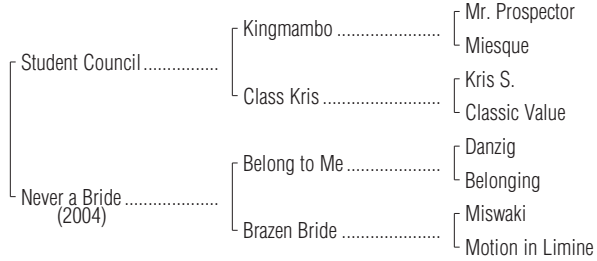 Mr. Prospector
Kingmambo ......................
Miesque
Student Council ................
Kris S.
Class Kris .........................
Classic Value
Danzig
Belong to Me ....................
Belonging
Never a Bride ....................
(2004)
Miswaki
Brazen Bride .....................
Motion in Limine